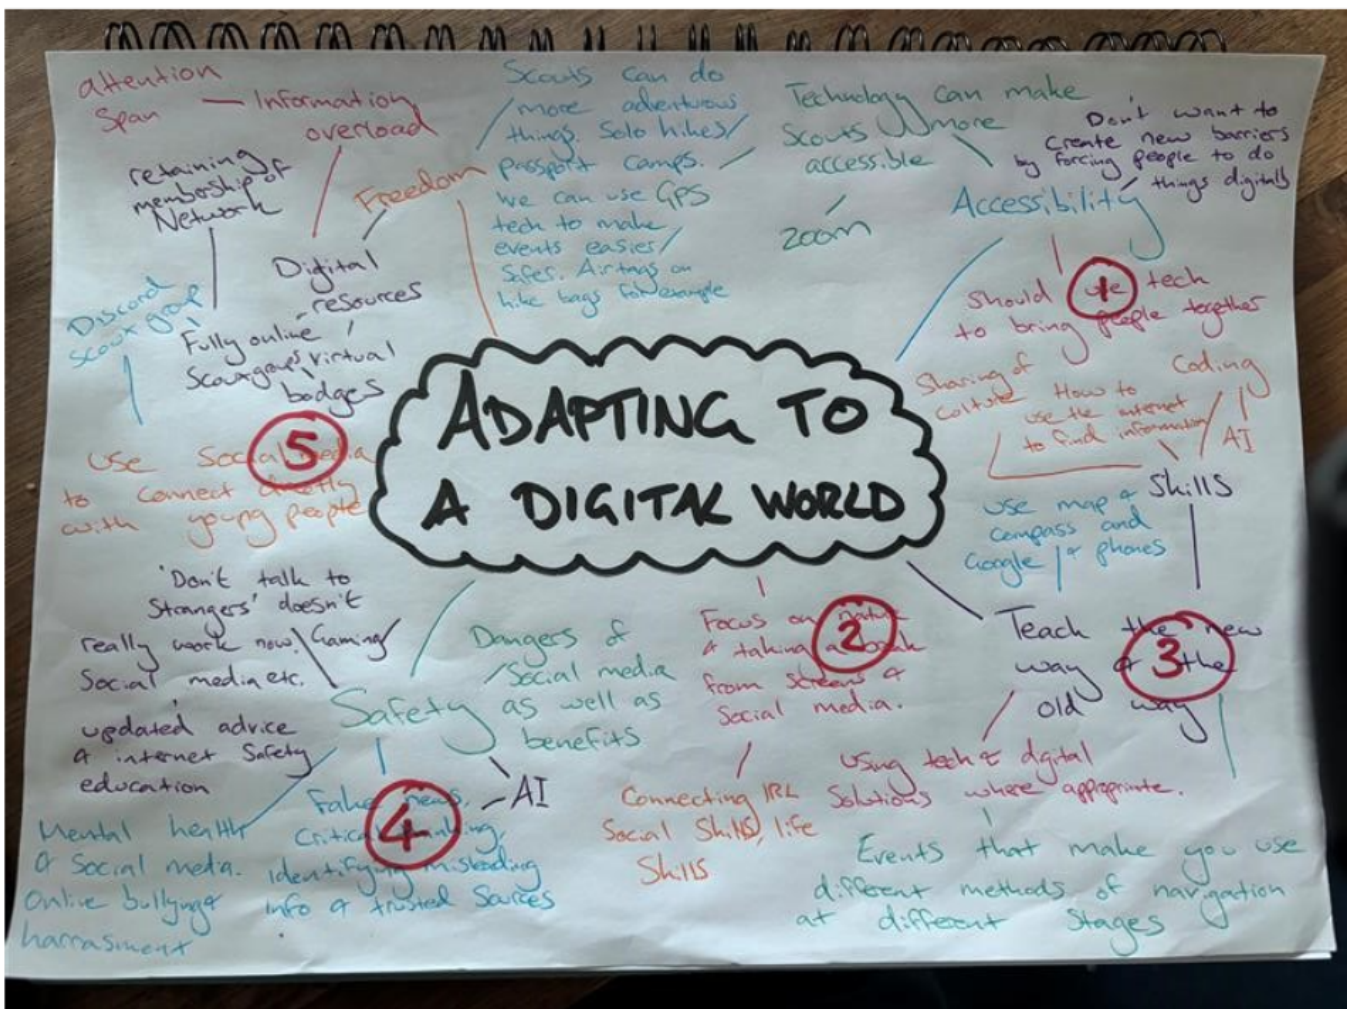 attention
Span
Information
overload
retaining
membership of
Network
Freedom
Scouts can do
more adventurous
things. Solo hikes/
passport camps.
we can use GPS
tech to make
events easier/
Safer. Airtags on
hike bags for example
Technology can make
Scouts more
accessible
Zoom
Don't want to
create new barriers
by forcing people to do
things digitally
Accessibility
1
Should use tech
to bring people together
Digital
resources
Discord
Scout group
Fully online
Scout groups
virtual
badges
5
use Social media
to connect directly
with young people
ADAPTING TO
A DIGITAL WORLD
Sharing of
culture
How to
use the internet
to find information
Coding
AI
Skills
use map &
compass and
Google & phones
Teach the new
way & the
old way
3
using tech & dgital
Solutions where appropriate.
Events that make you use
different methods of navigation
at different Stages
2
Focus on nature
& taking a break
from screens &
Social media.
Connecting IRL
Social Skills, life
Skills
'Don't talk to
Strangers' doesn't
really work now. Gaming/
Social media etc.
updated advice
& internet Safety
education
Safety
Dangers of
Social media
as well as
benefits
AI
4
Fake news,
Critical thinking,
identifying misleading
info & trusted Sources
Mental health
& Social media.
Online bullying &
harrasment